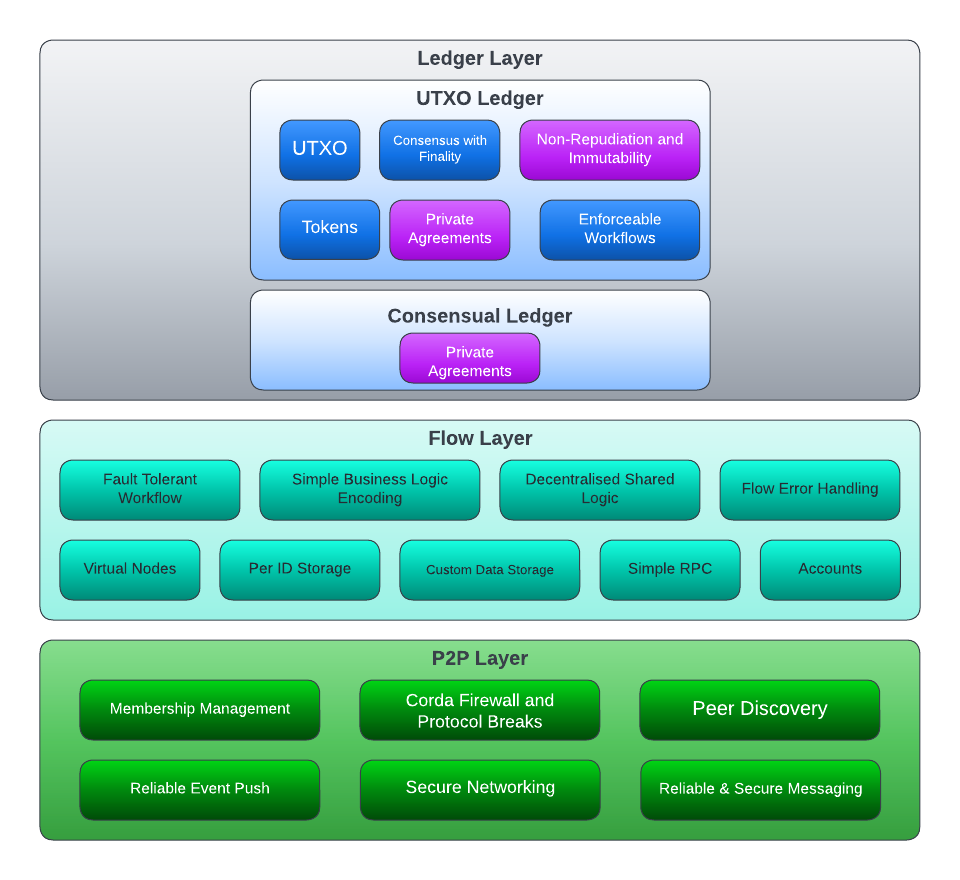 Ledger Layer
UTXO Ledger
UTXO
Consensus with
Finality
Non-Repudiation and
Immutability
Tokens
Private
Agreements
Enforceable
Workflows
Consensual Ledger
Private
Agreements
Flow Layer
Fault Tolerant
Workflow
Simple Business Logic
Encoding
Decentralised Shared
Logic
Flow Error Handling
Virtual Nodes
Per ID Storage
Custom Data Storage
Simple RPC
Accounts
P2P Layer
Membership Management
Corda Firewall and
Protocol Breaks
Peer Discovery
Reliable Event Push
Secure Networking
Reliable & Secure Messaging